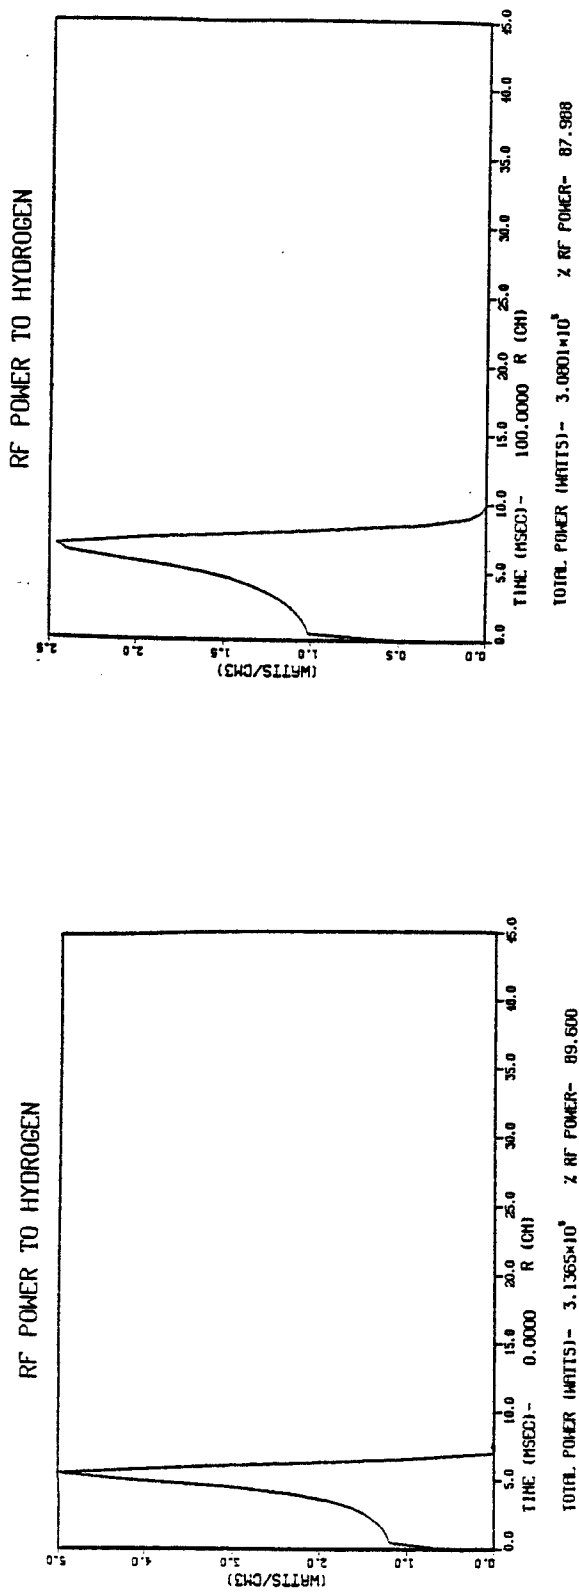 RF POWER TO HYDROGEN
5.0
4.0
3.0
2.0
1.0
0.0
(WATTS/CM3)
0.0 5.0 10.0 15.0 20.0 25.0 30.0 35.0 40.0 45.0
TIME (MSEC)- 0.0000 R (CM)
TOTAL POWER (WATTS)- 3.1365×10⁵ % RF POWER- 89.600
RF POWER TO HYDROGEN
2.5
2.0
1.5
1.0
0.5
0.0
(WATTS/CM3)
0.0 5.0 10.0 15.0 20.0 25.0 30.0 35.0 40.0 45.0
TIME (MSEC)- 100.0000 R (CM)
TOTAL POWER (WATTS)- 3.0801×10⁵ % RF POWER- 87.988